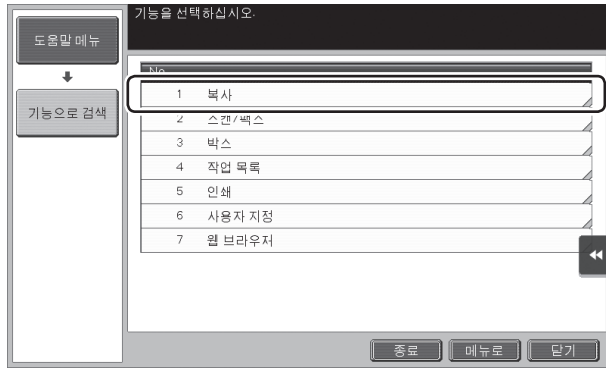 기능을 선택하십시오.
도움말 메뉴
기능으로 검색
No
1 복사
2 스캔/팩스
3 박스
4 작업 목록
5 인쇄
6 사용자 지정
7 웹 브라우저
종료 메뉴로 닫기